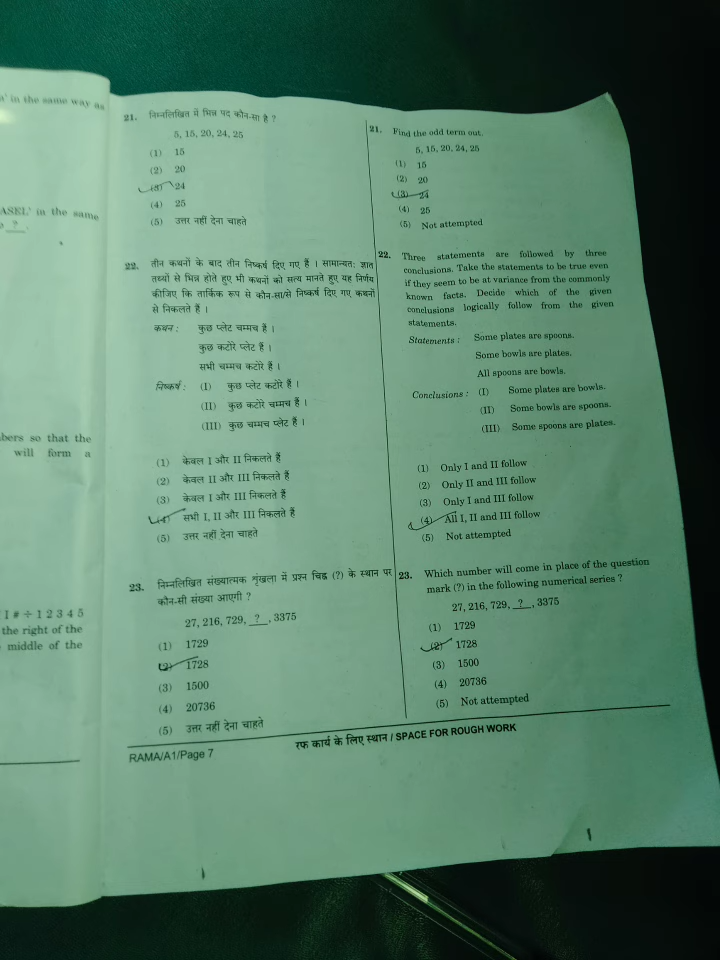 ' in the same way as
ASEL' in the same
?
bers so that the
will form a
I # ÷ 1 2 3 4 5
the right of the
middle of the
21. निम्नलिखित में भिन्न पद कौन-सा है ?
5, 15, 20, 24, 25
(1) 15
(2) 20
(3) 24
(4) 25
(5) उत्तर नहीं देना चाहते
22. तीन कथनों के बाद तीन निष्कर्ष दिए गए हैं । सामान्यत: ज्ञात
तथ्यों से भिन्न होते हुए भी कथनों को सत्य मानते हुए यह निर्णय
कीजिए कि तार्किक रूप से कौन-सा/से निष्कर्ष दिए गए कथनों
से निकलते हैं ।
कथन : कुछ प्लेट चम्मच हैं ।
कुछ कटोरे प्लेट हैं ।
सभी चम्मच कटोरे हैं ।
निष्कर्ष : (I) कुछ प्लेट कटोरे हैं ।
(II) कुछ कटोरे चम्मच हैं ।
(III) कुछ चम्मच प्लेट हैं ।
(1) केवल I और II निकलते हैं
(2) केवल II और III निकलते हैं
(3) केवल I और III निकलते हैं
(4) सभी I, II और III निकलते हैं
(5) उत्तर नहीं देना चाहते
23. निम्नलिखित संख्यात्मक शृंखला में प्रश्न चिह्न (?) के स्थान पर
कौन-सी संख्या आएगी ?
27, 216, 729, ? , 3375
(1) 1729
(2) 1728
(3) 1500
(4) 20736
(5) उत्तर नहीं देना चाहते
21. Find the odd term out.
5, 15, 20, 24, 25
(1) 15
(2) 20
(3) 24
(4) 25
(5) Not attempted
22. Three statements are followed by three
conclusions. Take the statements to be true even
if they seem to be at variance from the commonly
known facts. Decide which of the given
conclusions logically follow from the given
statements.
Statements : Some plates are spoons.
Some bowls are plates.
All spoons are bowls.
Conclusions : (I) Some plates are bowls.
(II) Some bowls are spoons.
(III) Some spoons are plates.
(1) Only I and II follow
(2) Only II and III follow
(3) Only I and III follow
(4) All I, II and III follow
(5) Not attempted
23. Which number will come in place of the question
mark (?) in the following numerical series ?
27, 216, 729, ? , 3375
(1) 1729
(2) 1728
(3) 1500
(4) 20736
(5) Not attempted
RAMA/A1/Page 7 रफ कार्य के लिए स्थान / SPACE FOR ROUGH WORK